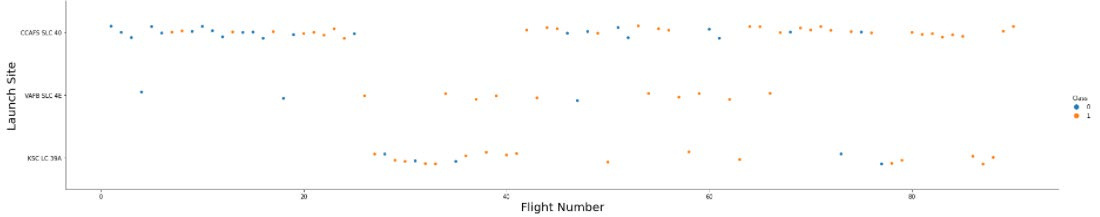 CCAFS SLC 40
VAFB SLC 4E
KSC LC 39A
Launch Site
0 20 40 60 80
Flight Number
Class
0
1